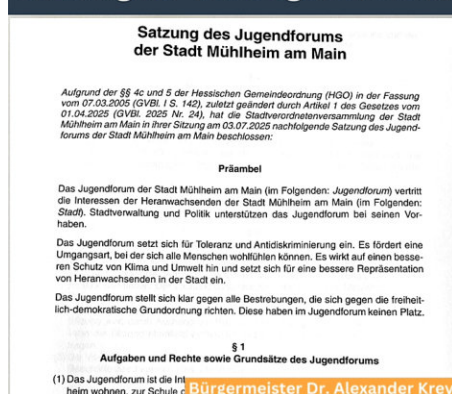 Satzung des Jugendforums
der Stadt Mühlheim am Main
Aufgrund der §§ 4c und 5 der Hessischen Gemeindeordnung (HGO) in der Fassung
vom 07.03.2005 (GVBl. I S. 142), zuletzt geändert durch Artikel 1 des Gesetzes vom
01.04.2025 (GVBl. 2025 Nr. 24), hat die Stadtverordnetenversammlung der Stadt
Mühlheim am Main in ihrer Sitzung am 03.07.2025 nachfolgende Satzung des Jugend-
forums der Stadt Mühlheim am Main beschlossen:
Präambel
Das Jugendforum der Stadt Mühlheim am Main (im Folgenden: Jugendforum) vertritt
die Interessen der Heranwachsenden der Stadt Mühlheim am Main (im Folgenden:
Stadt). Stadtverwaltung und Politik unterstützen das Jugendforum bei seinen Vor-
haben.
Das Jugendforum setzt sich für Toleranz und Antidiskriminierung ein. Es fördert eine
Umgangsart, bei der sich alle Menschen wohlfühlen können. Es wirkt auf einen besse-
ren Schutz von Klima und Umwelt hin und setzt sich für eine bessere Repräsentation
von Heranwachsenden in der Stadt ein.
Das Jugendforum stellt sich klar gegen alle Bestrebungen, die sich gegen die freiheit-
lich-demokratische Grundordnung richten. Diese haben im Jugendforum keinen Platz.
§ 1
Aufgaben und Rechte sowie Grundsätze des Jugendforums
(1) Das Jugendforum ist die
heim wohnen, zur Schule
Bürgermeister Dr. Alexander